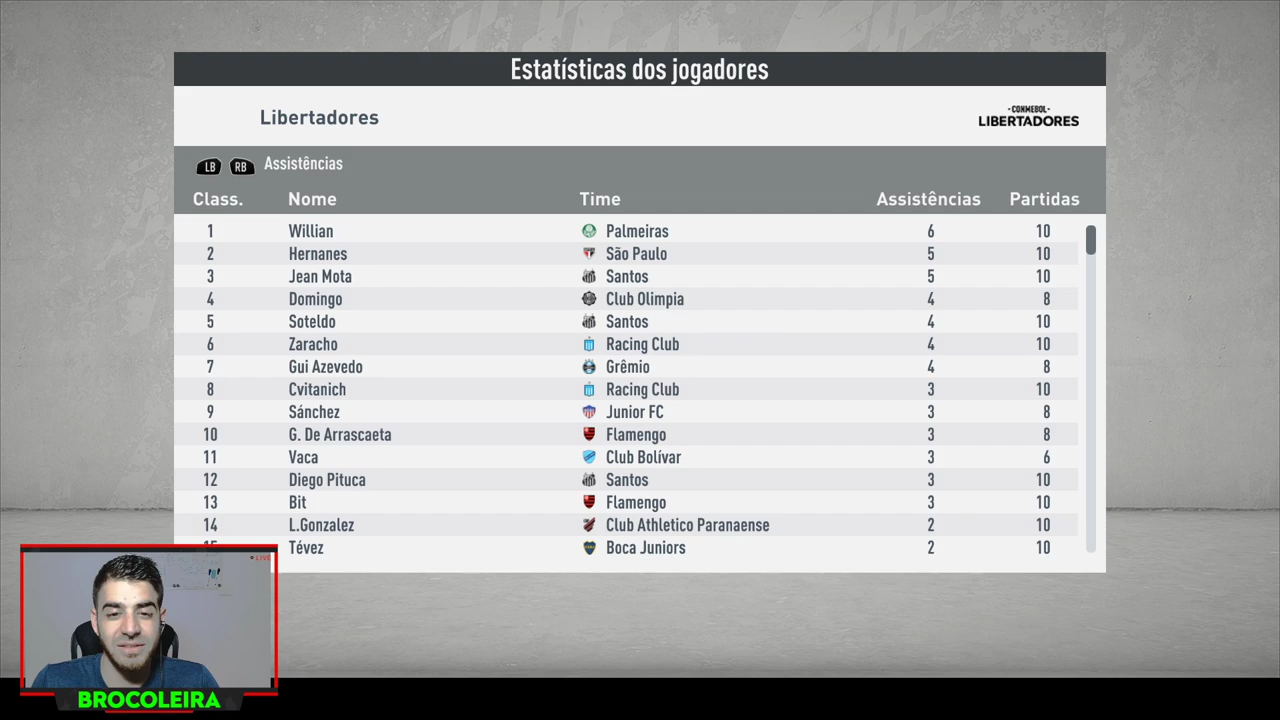 Estatísticas dos jogadores
Libertadores
-CONMEBOL-
LIBERTADORES
LB RB Assistências
Class. Nome Time Assistências Partidas
1 Willian Palmeiras 6 10
2 Hernanes São Paulo 5 10
3 Jean Mota Santos 5 10
4 Domingo Club Olimpia 4 8
5 Soteldo Santos 4 10
6 Zaracho Racing Club 4 10
7 Gui Azevedo Grêmio 4 8
8 Cvitanich Racing Club 3 10
9 Sánchez Junior FC 3 8
10 G. De Arrascaeta Flamengo 3 8
11 Vaca Club Bolívar 3 6
12 Diego Pituca Santos 3 10
13 Bit Flamengo 3 10
14 L.Gonzalez Club Athletico Paranaense 2 10
15 Tévez Boca Juniors 2 10
LIVE
BROCOLEIRA